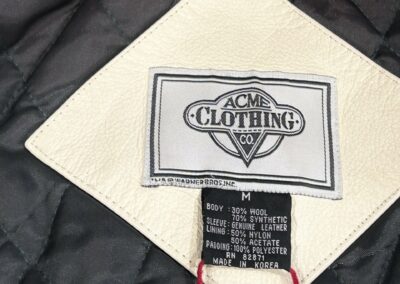 ACME
CLOTHING
CO.
WARNER BROS. INC.
M
BODY : 30% WOOL
70% SYNTHETIC
SLEEVE: GENUINE LEATHER
LINING : 50% NYLON
50% ACETATE
PADDING: 100% POLYESTER
RN 82871
MADE IN KOREA